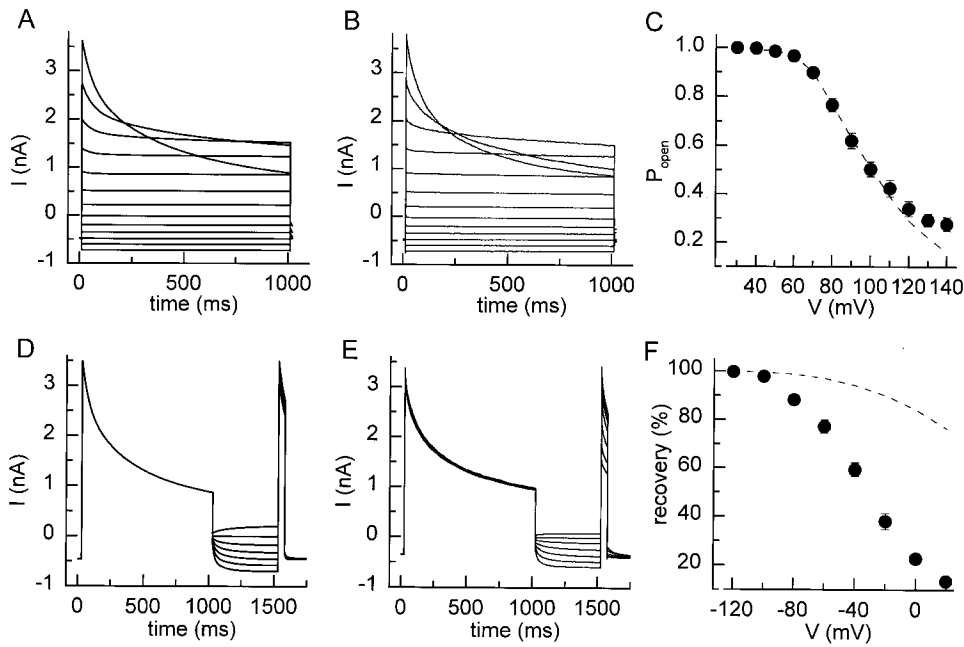 A
B
C
I (nA)
3
2
1
0
-1
0
500
1000
time (ms)
I (nA)
3
2
1
0
-1
0
500
1000
time (ms)
P open
1.0
0.8
0.6
0.4
0.2
40 60 80 100 120 140
V (mV)
D
E
F
I (nA)
3
2
1
0
-1
0 500 1000 1500
time (ms)
I (nA)
3
2
1
0
-1
0 500 1000 1500
time (ms)
recovery (%)
100
80
60
40
20
-120 -80 -40 0
V (mV)